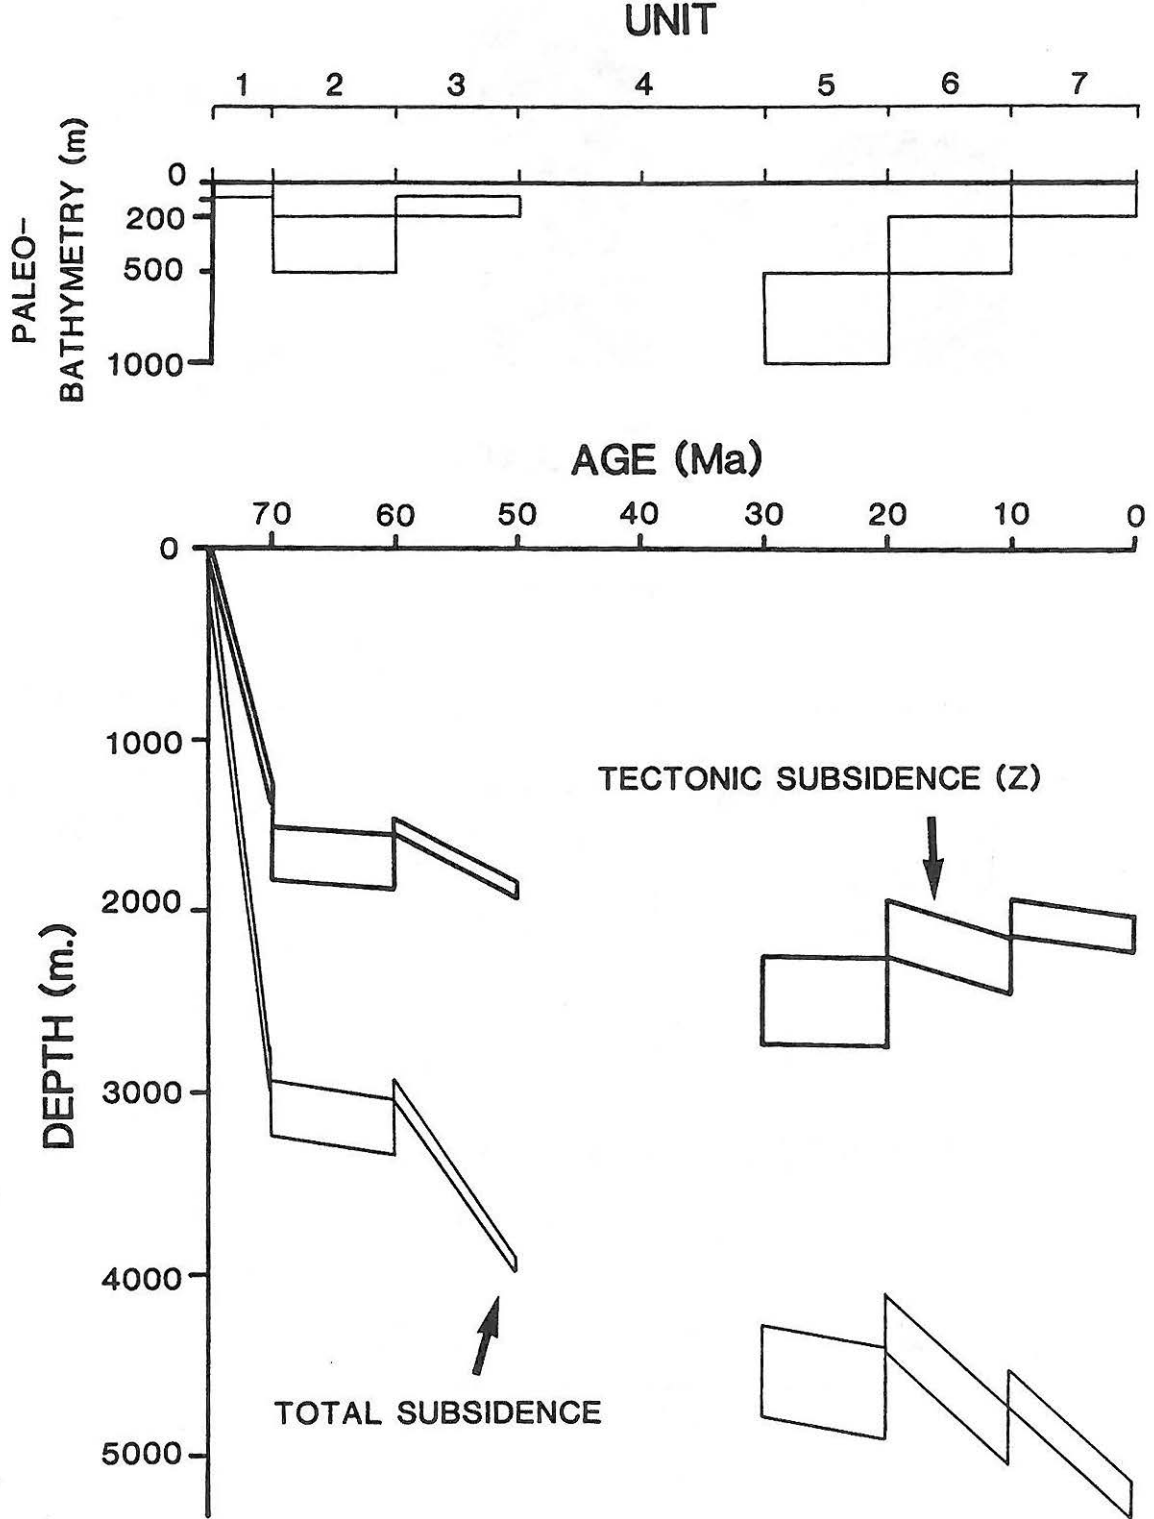 UNIT
1 2 3 4 5 6 7
PALEO-
BATHYMETRY (m)
0
200
500
1000
AGE (Ma)
70 60 50 40 30 20 10 0
DEPTH (m.)
0
1000
TECTONIC SUBSIDENCE (Z)
2000
3000
4000
TOTAL SUBSIDENCE
5000